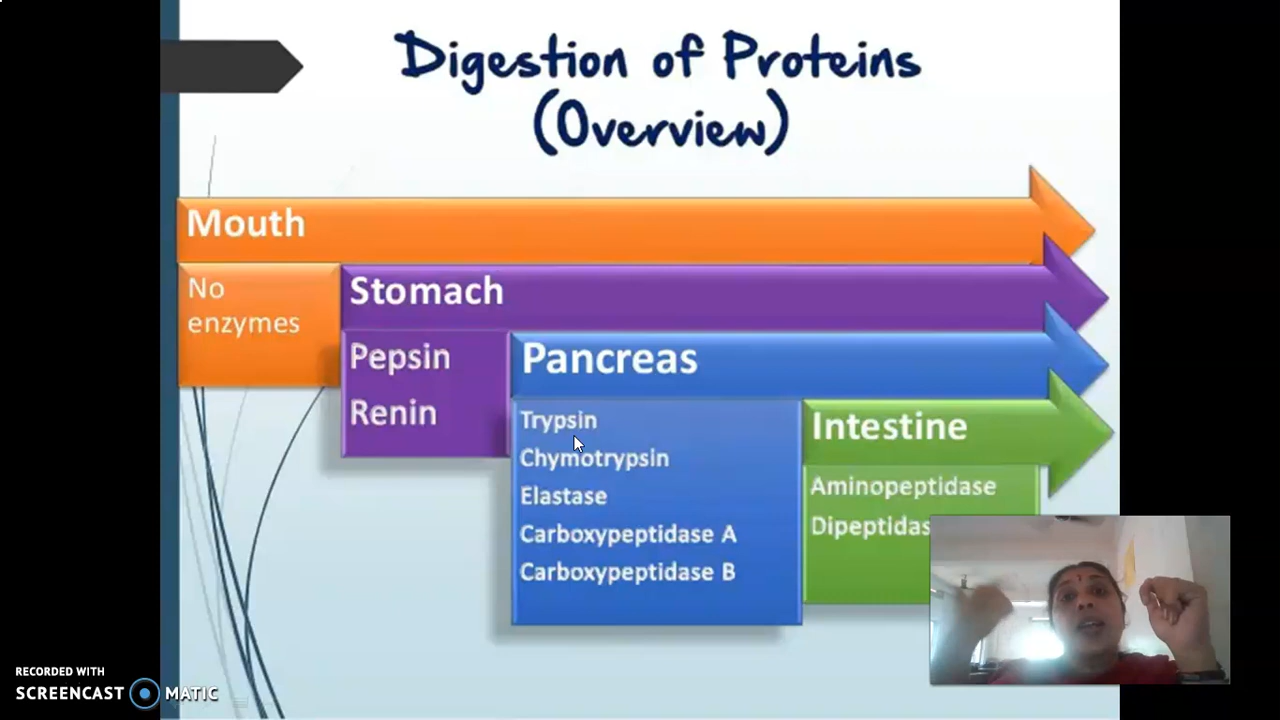 Digestion of Proteins
(Overview)
Mouth
No
enzymes
Stomach
Pepsin
Renin
Pancreas
Trypsin
Chymotrypsin
Elastase
Carboxypeptidase A
Carboxypeptidase B
Intestine
Aminopeptidase
Dipeptidas
RECORDED WITH
SCREENCAST MATIC